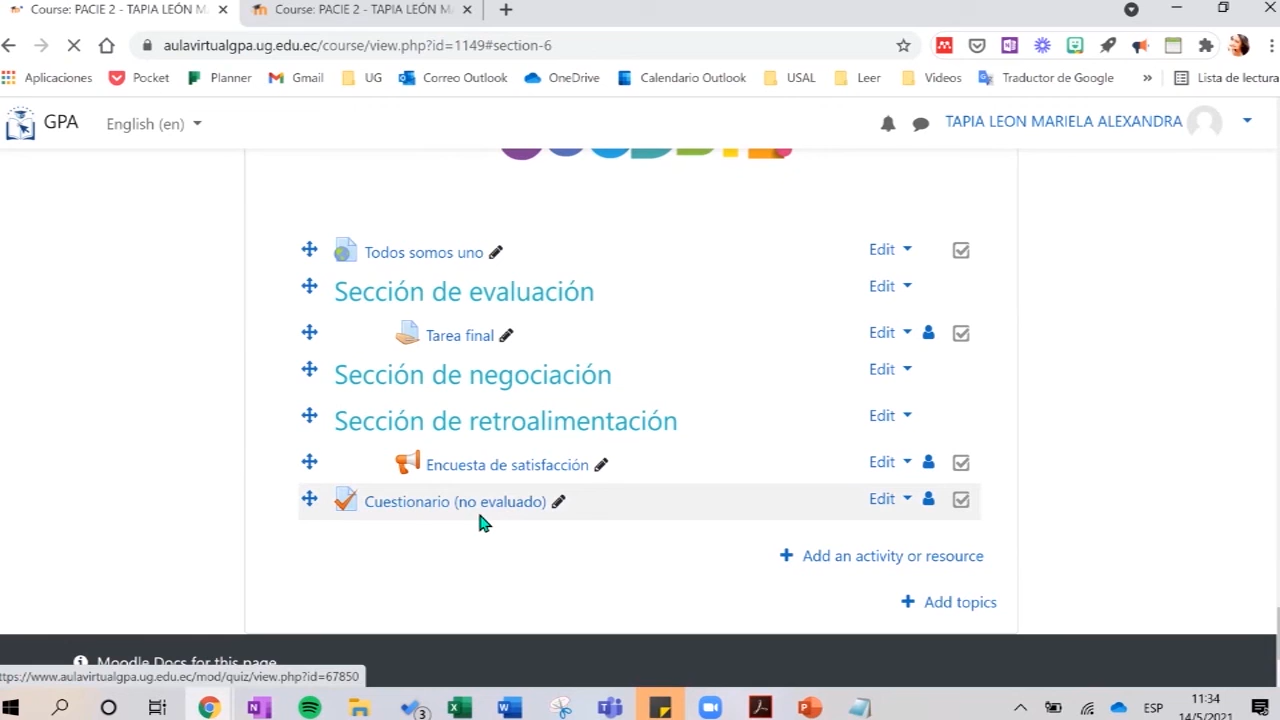 Course: PACIE 2 - TAPIA LEÓN M
Course: PACIE 2 - TAPIA LEÓN M
aulavirtualgpa.ug.edu.ec/course/view.php?id=1149#section-6
Aplicaciones
Pocket
Planner
Gmail
UG
Correo Outlook
OneDrive
Calendario Outlook
USAL
Leer
Videos
Traductor de Google
»
Lista de lectura
GPA
English (en)
TAPIA LEON MARIELA ALEXANDRA
Todos somos uno
Edit
Sección de evaluación
Edit
Tarea final
Edit
Sección de negociación
Edit
Sección de retroalimentación
Edit
Encuesta de satisfacción
Edit
Cuestionario (no evaluado)
Edit
Add an activity or resource
Add topics
Moodle Docs for this page
ttps://www.aulavirtualgpa.ug.edu.ec/mod/quiz/view.php?id=67850
3
ESP
11:34
14/5/2021